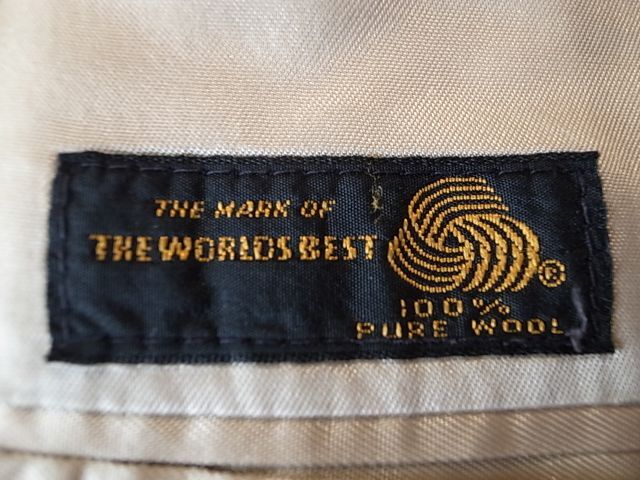 THE MARK OF
THE WORLDS BEST
®
100%
PURE WOOL